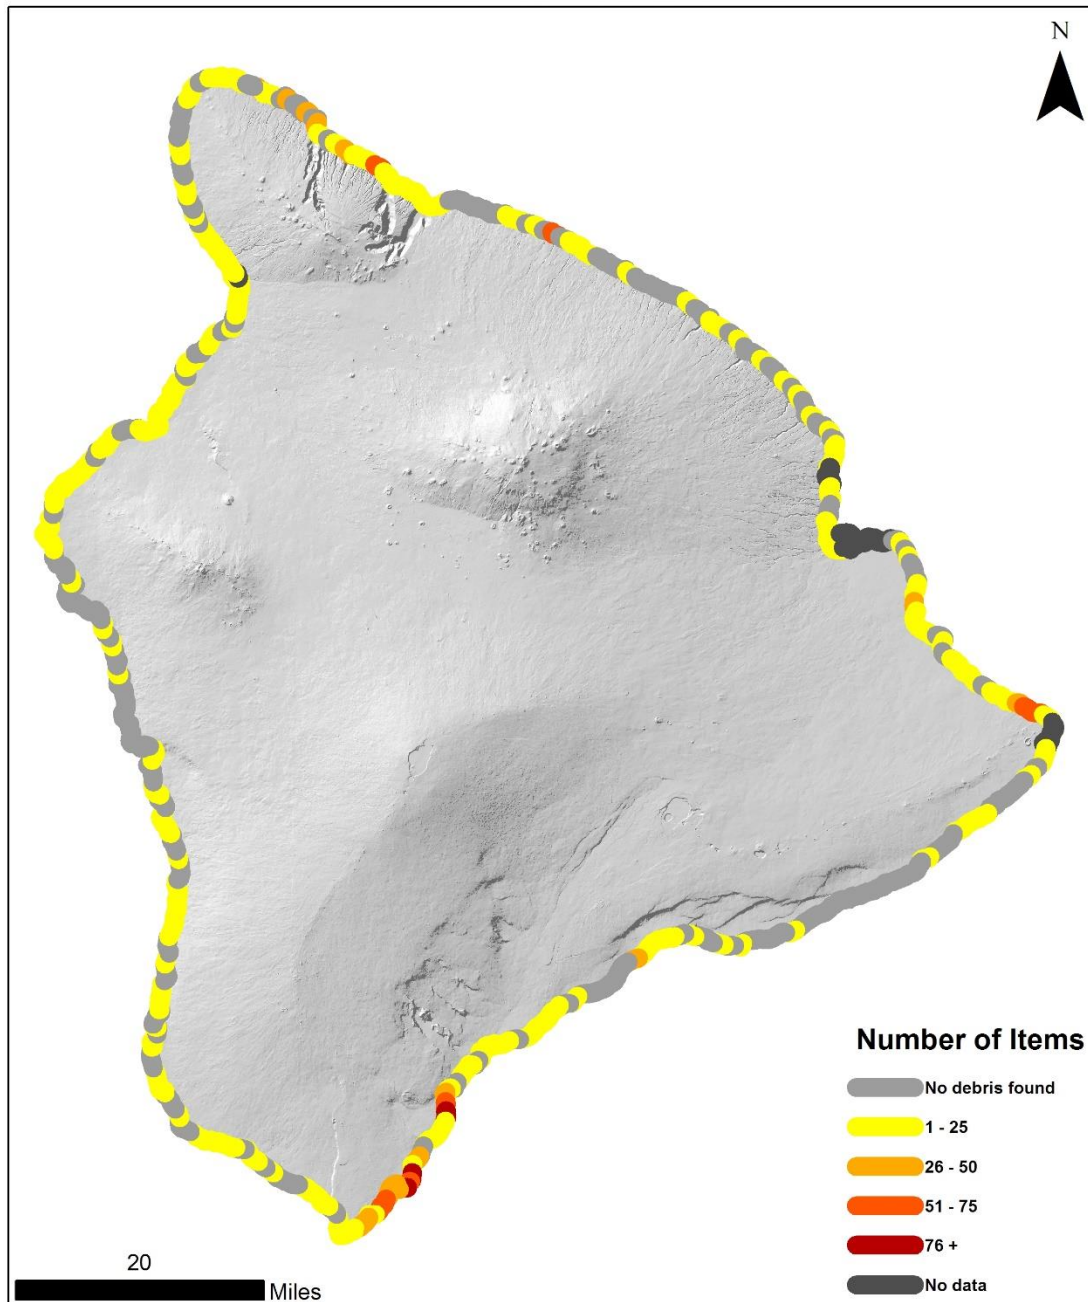 N
Number of Items
No debris found
1 - 25
26 - 50
51 - 75
76 +
No data
20
Miles